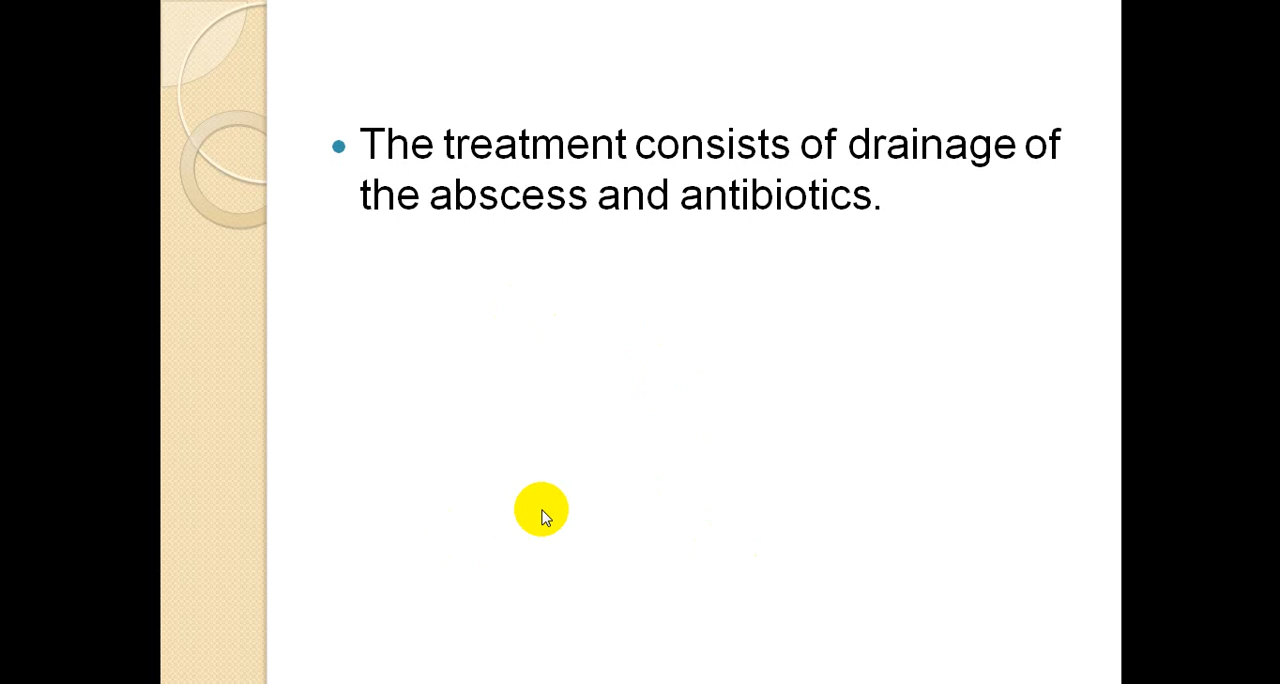 • The treatment consists of drainage of
the abscess and antibiotics.